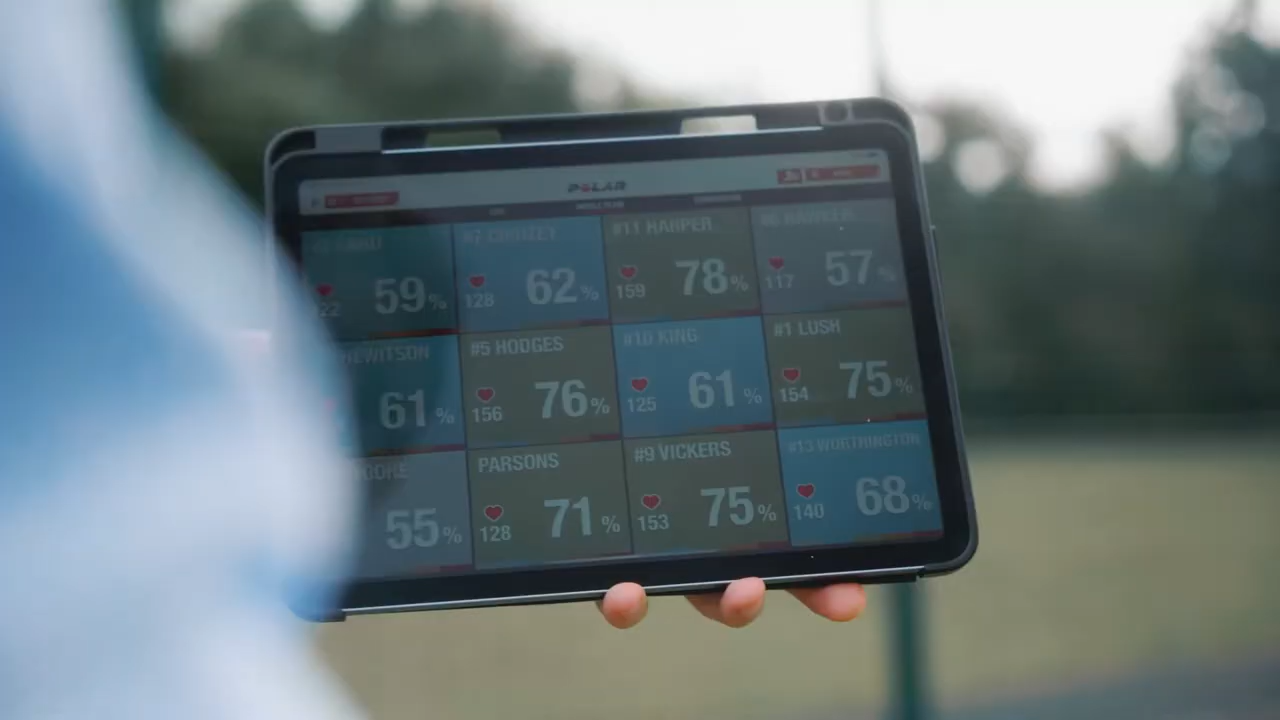 POLAR
#11 HARPER
59%
62%
128
78%
159
57%
117
HEWITSON
#5 HODGES
#10 KING
#1 LUSH
61%
76%
156
61%
125
75%
154
PARSONS
#9 VICKERS
#13 WORTHINGTON
55%
71%
128
75%
153
68%
140